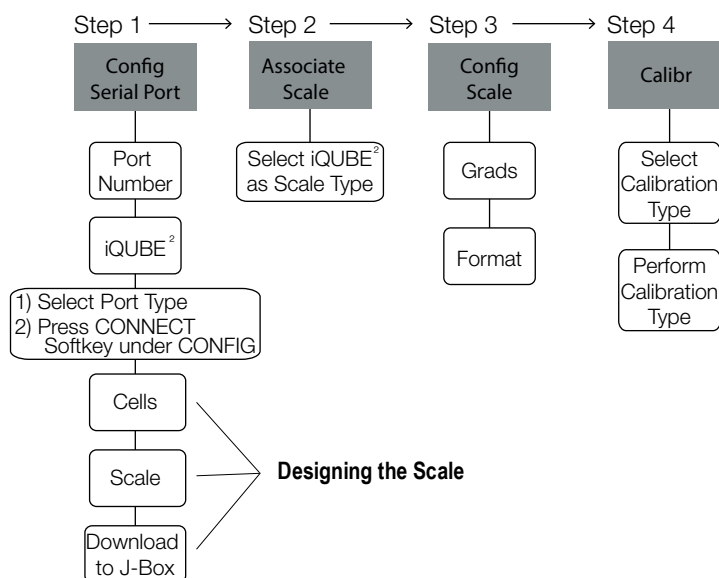 Step 1
Step 2
Step 3
Step 4
Config
Serial Port
Associate
Scale
Config
Scale
Calibr
Port
Number
Select iQUBE²
as Scale Type
Grads
Select
Calibration
Type
iQUBE²
Format
Perform
Calibration
Type
1) Select Port Type
2) Press CONNECT
Softkey under CONFIG
Cells
Scale
Designing the Scale
Download
to J-Box